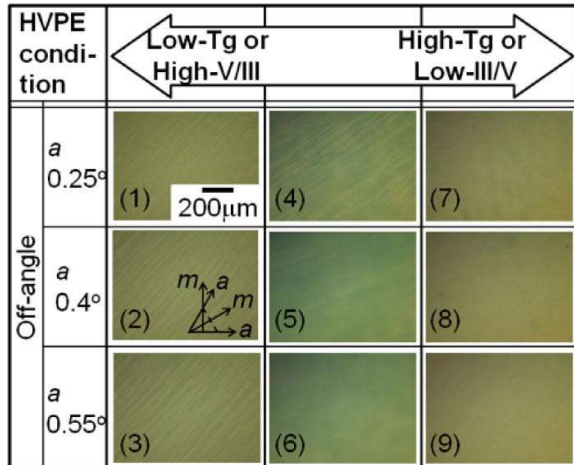 HVPE condi-tion
Low-Tg or High-V/III
High-Tg or Low-III/V
Off-angle
a 0.25°
(1)
200μm
(4)
(7)
a 0.4°
(2)
m a m a
(5)
(8)
a 0.55°
(3)
(6)
(9)